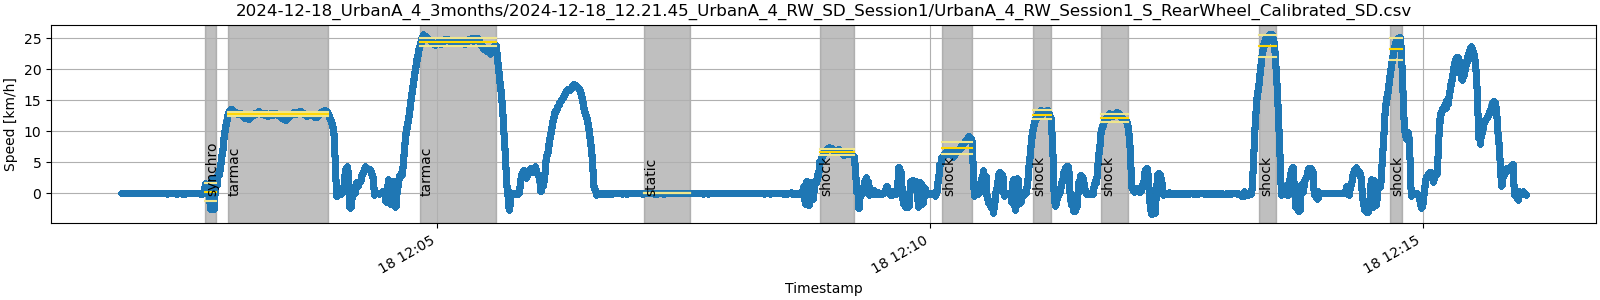 2024-12-18_UrbanA_4_3months/2024-12-18_12.21.45_UrbanA_4_RW_SD_Session1/UrbanA_4_RW_Session1_S_RearWheel_Calibrated_SD.csv
Speed [km/h]
25
20
15
10
5
0
synchro
tarmac
tarmac
static
shock
shock
shock
shock
shock
shock
18 12:05
18 12:10
18 12:15
Timestamp